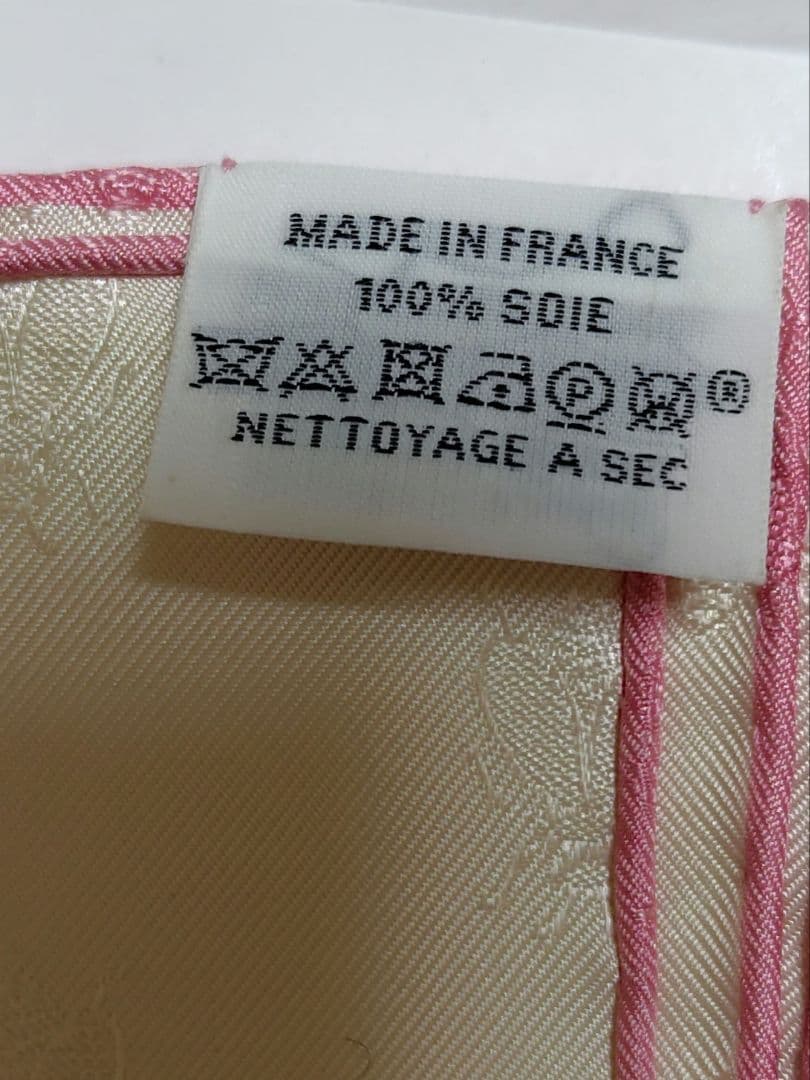 MADE IN FRANCE
100% SOIE
P ®
NETTOYAGE A SEC